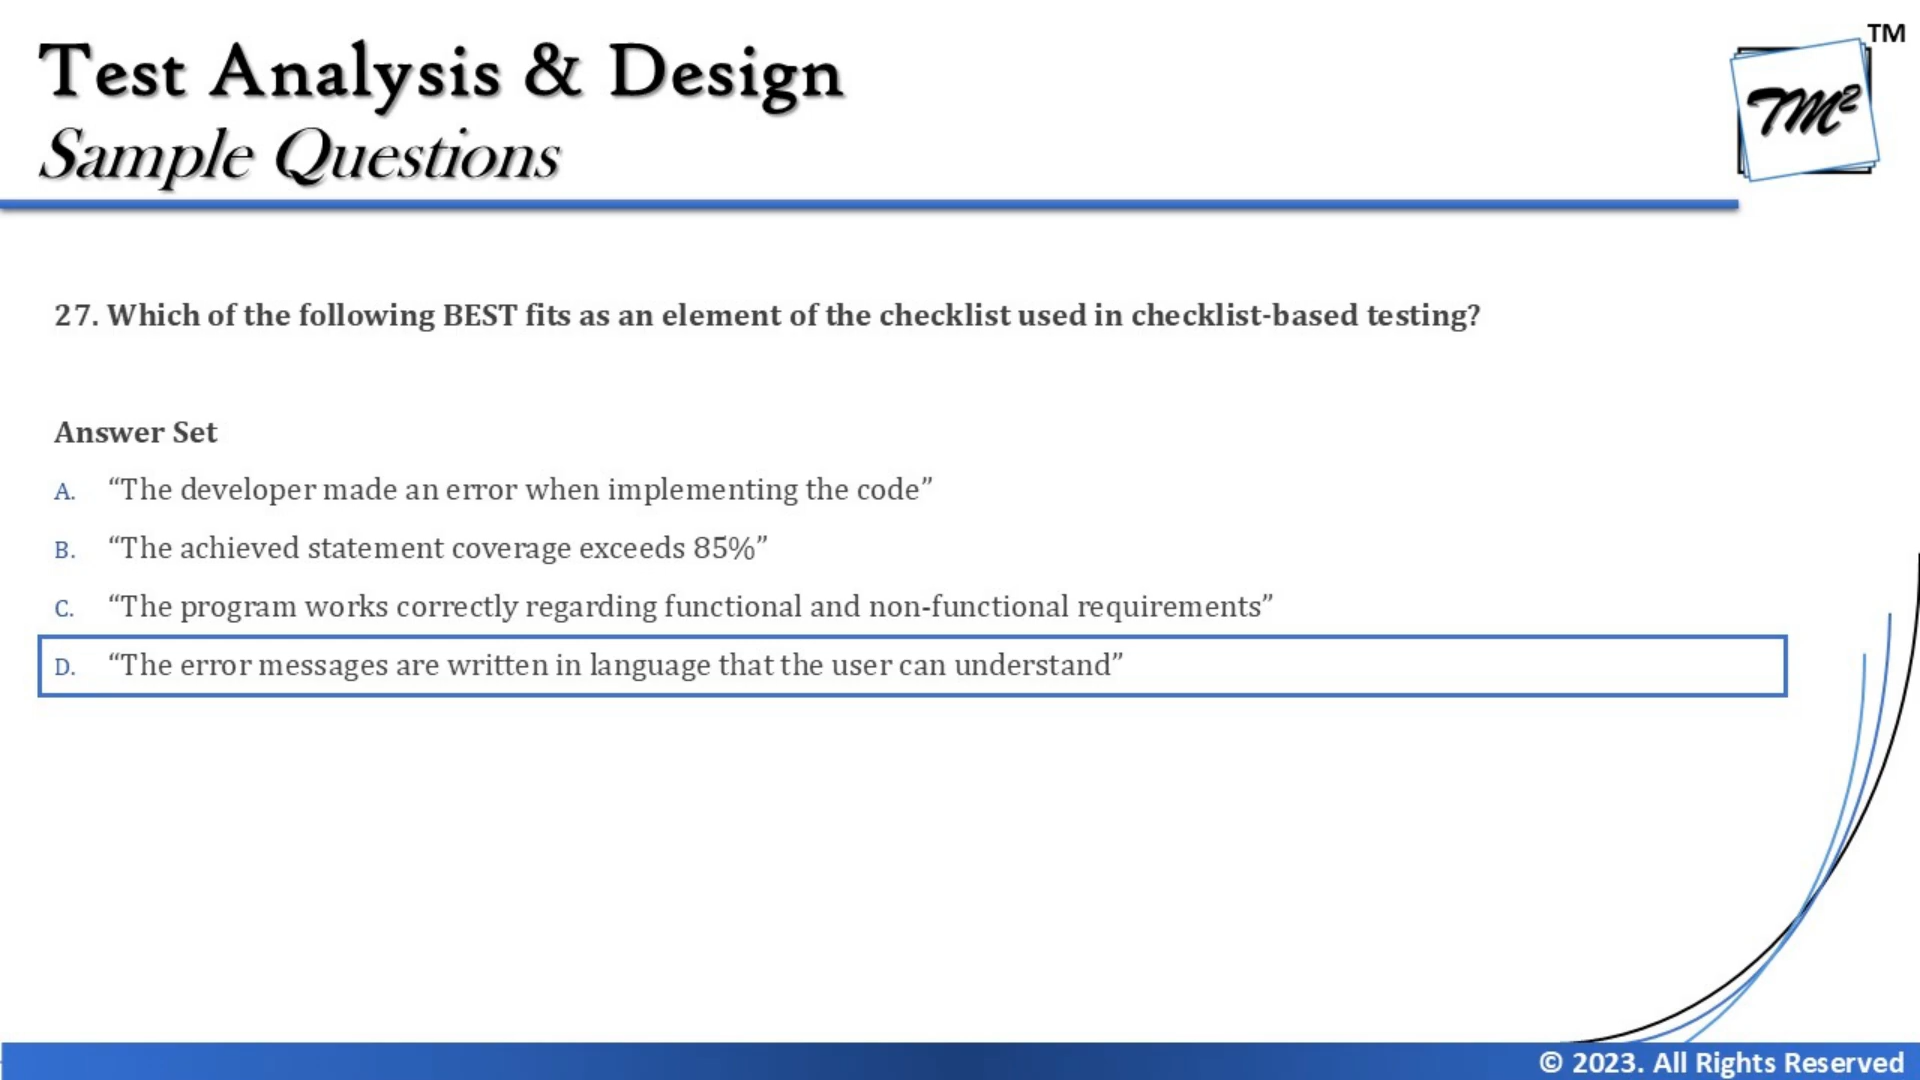 Test Analysis & Design
Sample Questions
TM
TM²
27. Which of the following BEST fits as an element of the checklist used in checklist-based testing?
Answer Set
A. “The developer made an error when implementing the code”
B. “The achieved statement coverage exceeds 85%”
C. “The program works correctly regarding functional and non-functional requirements”
D. “The error messages are written in language that the user can understand”
© 2023. All Rights Reserved